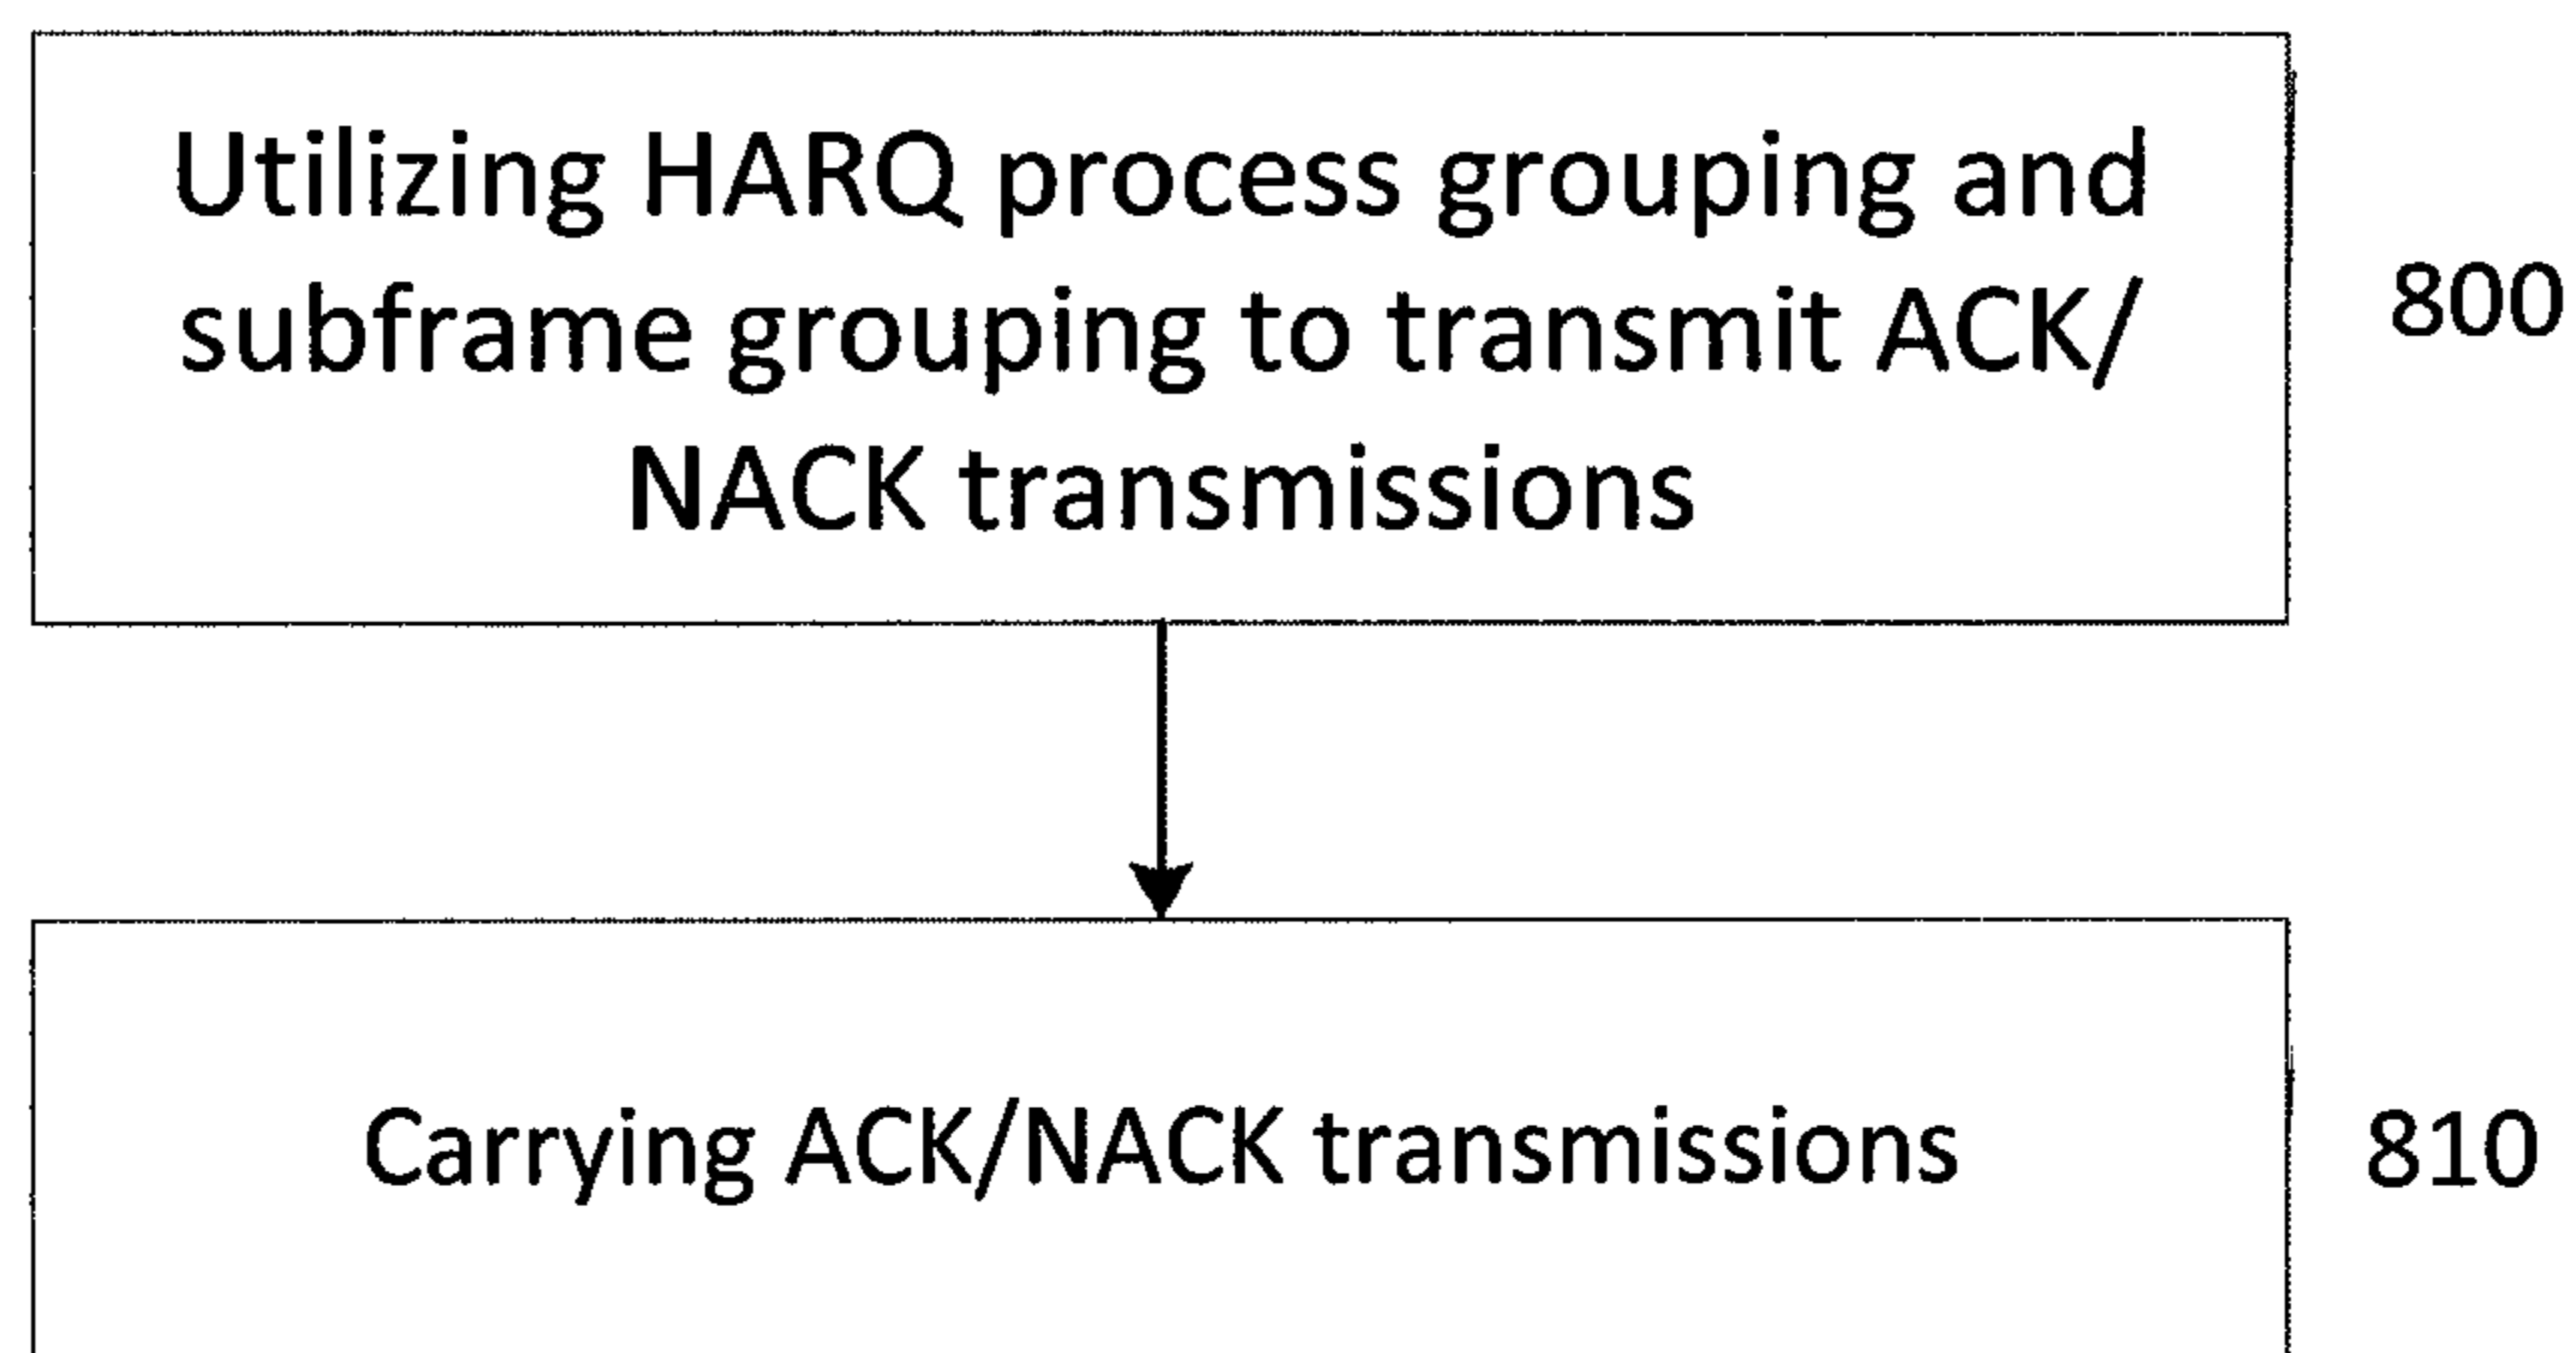 Utilizing HARQ process grouping and
subframe grouping to transmit ACK/
NACK transmissions
800
Carrying ACK/NACK transmissions
810